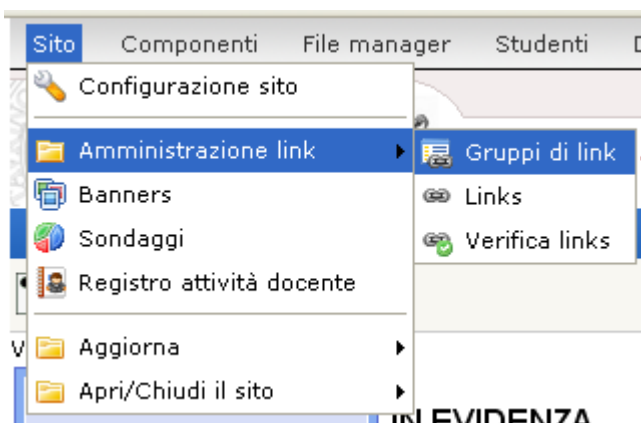 Sito Componenti File manager Studenti
Configurazione sito
Amministrazione link Gruppi di link
Banners Links
Sondaggi Verifica links
Registro attività docente
Aggiorna
Apri/Chiudi il sito
IN EVIDENZA